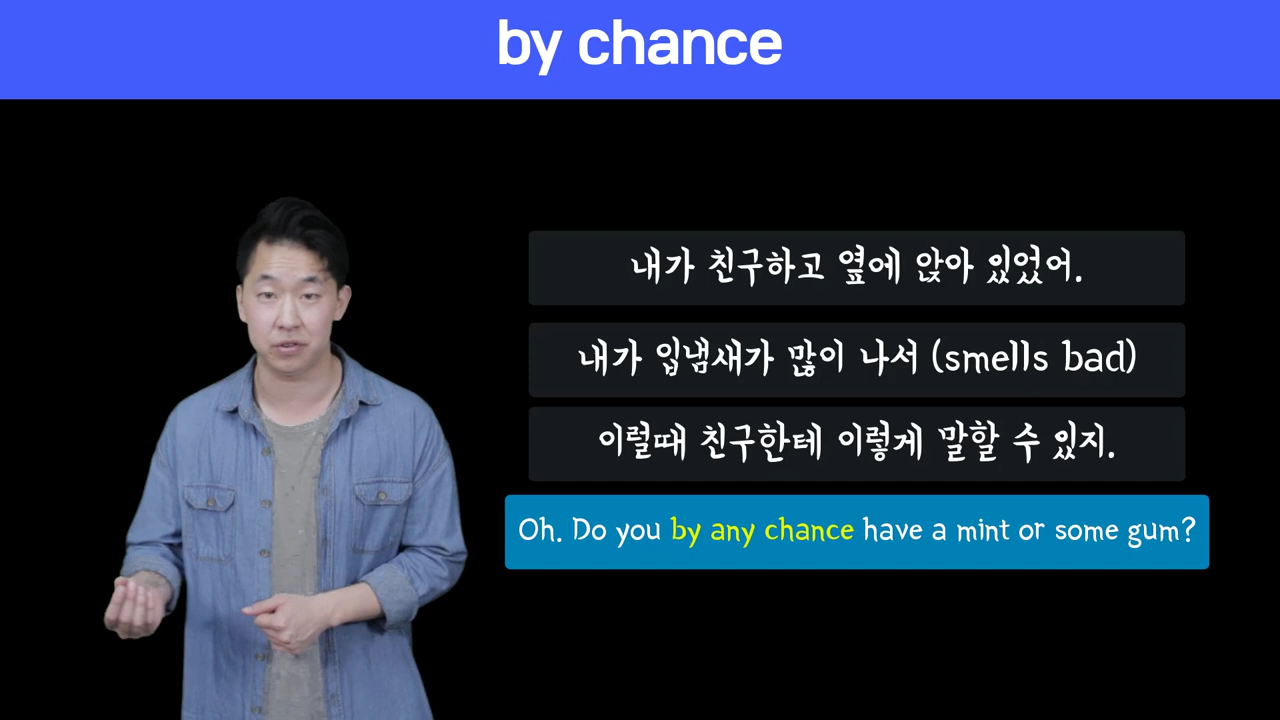 by chance
내가 친구하고 옆에 앉아 있었어.
내가 입냄새가 많이 나서 (smells bad)
이럴때 친구한테 이렇게 말할 수 있지.
Oh. Do you by any chance have a mint or some gum?